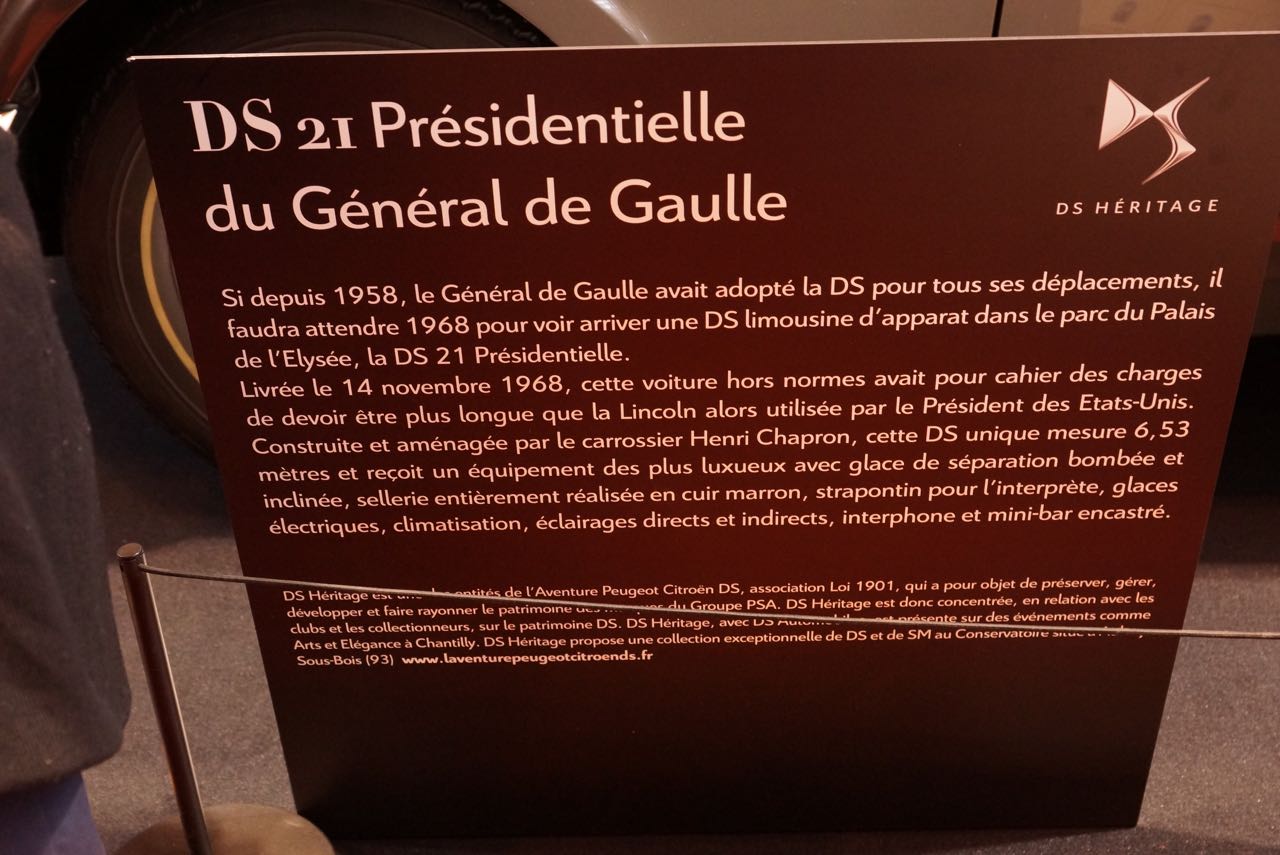 DS 21 Présidentielle
du Général de Gaulle
DS HÉRITAGE
Si depuis 1958, le Général de Gaulle avait adopté la DS pour tous ses déplacements, il
faudra attendre 1968 pour voir arriver une DS limousine d'apparat dans le parc du Palais
de l'Elysée, la DS 21 Présidentielle.
Livrée le 14 novembre 1968, cette voiture hors normes avait pour cahier des charges
de devoir être plus longue que la Lincoln alors utilisée par le Président des Etats-Unis.
Construite et aménagée par le carrossier Henri Chapron, cette DS unique mesure 6,53
mètres et reçoit un équipement des plus luxueux avec glace de séparation bombée et
inclinée, sellerie entièrement réalisée en cuir marron, strapontin pour l'interprète, glaces
électriques, climatisation, éclairages directs et indirects, interphone et mini-bar encastré.
DS Héritage est entités de l'Aventure Peugeot Citroën DS, association Loi 1901, qui a pour objet de préserver, gérer,
développer et faire rayonner le patrimoine des du Groupe PSA. DS Héritage est donc concentrée, en relation avec les
clubs et les collectionneurs, sur le patrimoine DS. DS Héritage, avec DS est présente sur des événements comme
Arts et Elégance à Chantilly. DS Héritage propose une collection exceptionnelle de DS et de SM au Conservatoire situé
Sous-Bois (93) www.laventurepeugeotcitroends.fr